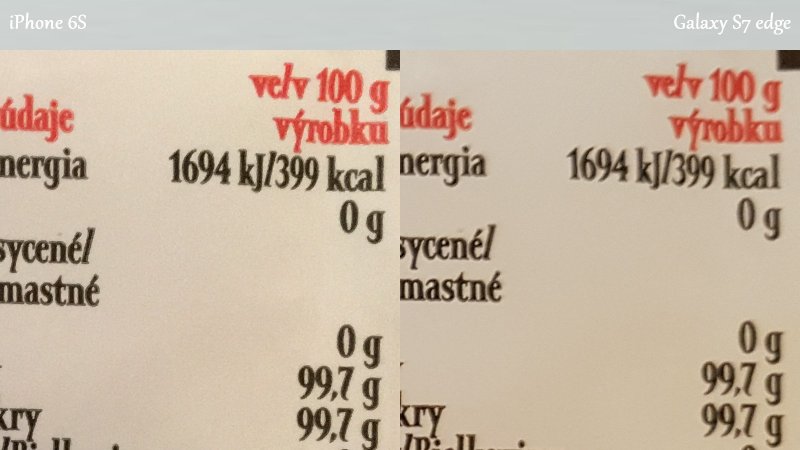 iPhone 6S
Galaxy S7 edge
ve/v 100 g
údaje
výrobku
nergia
1694 kJ/399 kcal
0 g
sycené/
mastné
0 g
99,7 g
kry
99,7 g
ve/v 100 g
údaje
výrobku
nergia
1694 kJ/399 kcal
0 g
sycené/
mastné
0 g
99,7 g
kry
99,7 g